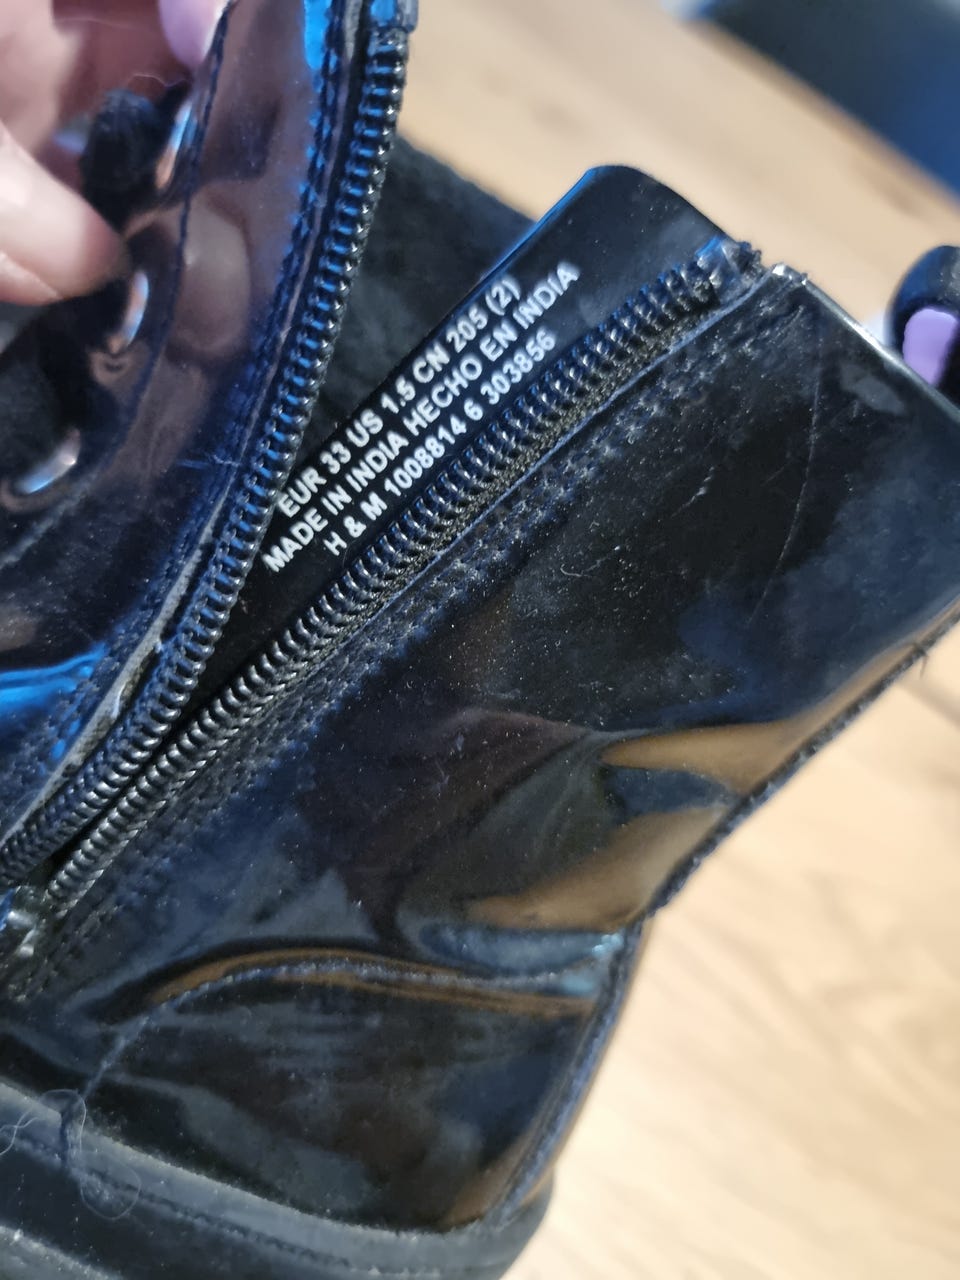 EUR 33 US 1.5 CN 205 (2)
MADE IN INDIA HECHO EN INDIA
H & M 1008814 6 303856